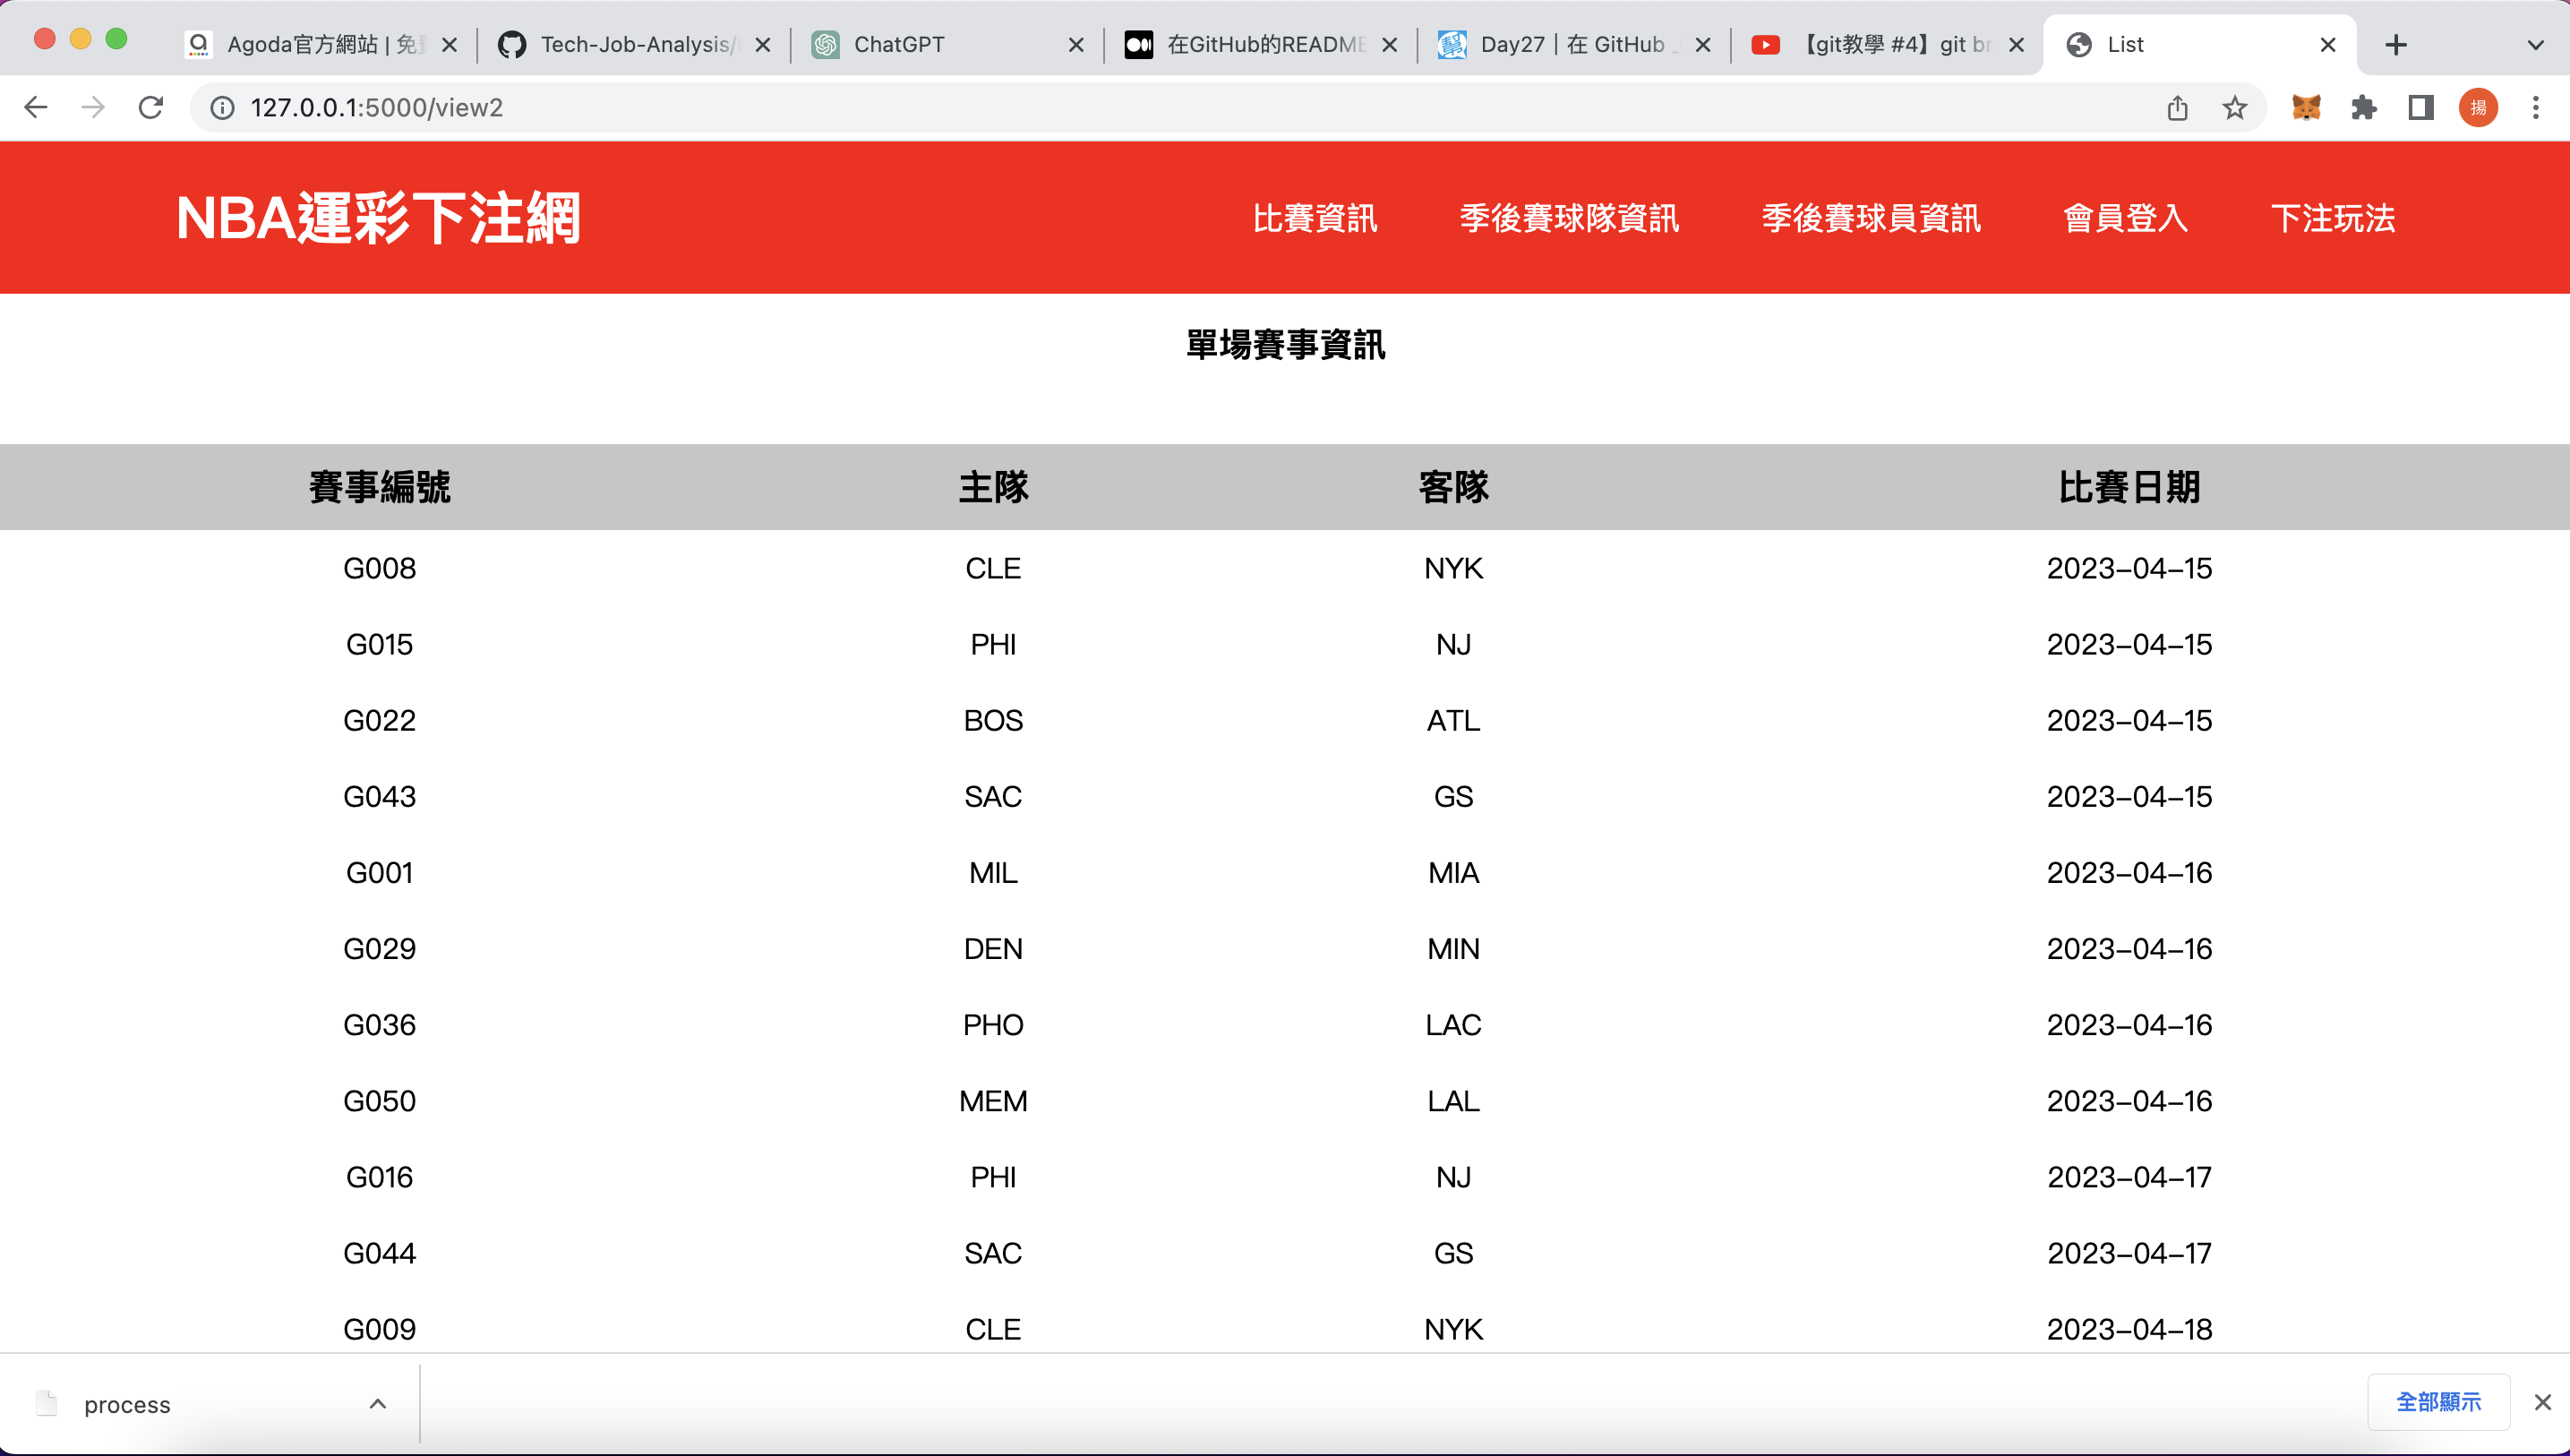 Agoda官方網站 | 免
Tech-Job-Analysis/
ChatGPT
在GitHub的README
Day27 | 在 GitHub
【git教學 #4】git br
List
127.0.0.1:5000/view2
揚
NBA運彩下注網
比賽資訊 季後賽球隊資訊 季後賽球員資訊 會員登入 下注玩法
單場賽事資訊
賽事編號 主隊 客隊 比賽日期
G008 CLE NYK 2023-04-15
G015 PHI NJ 2023-04-15
G022 BOS ATL 2023-04-15
G043 SAC GS 2023-04-15
G001 MIL MIA 2023-04-16
G029 DEN MIN 2023-04-16
G036 PHO LAC 2023-04-16
G050 MEM LAL 2023-04-16
G016 PHI NJ 2023-04-17
G044 SAC GS 2023-04-17
G009 CLE NYK 2023-04-18
process
全部顯示